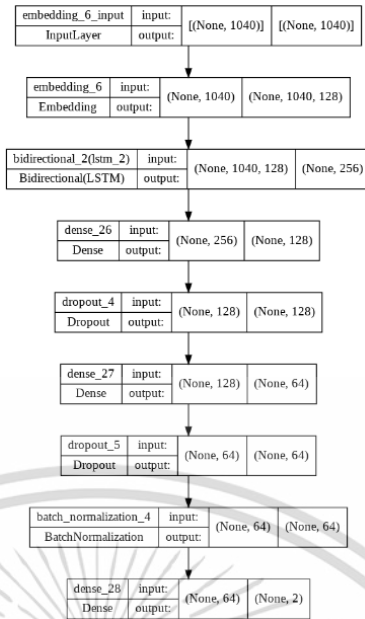 embedding_6_input input: [(None, 1040)] [(None, 1040)]
InputLayer output:
embedding_6 input: (None, 1040) (None, 1040, 128)
Embedding output:
bidirectional_2(lstm_2) input: (None, 1040, 128) (None, 256)
Bidirectional(LSTM) output:
dense_26 input: (None, 256) (None, 128)
Dense output:
dropout_4 input: (None, 128) (None, 128)
Dropout output:
dense_27 input: (None, 128) (None, 64)
Dense output:
dropout_5 input: (None, 64) (None, 64)
Dropout output:
batch_normalization_4 input: (None, 64) (None, 64)
BatchNormalization output:
dense_28 input: (None, 64) (None, 2)
Dense output: